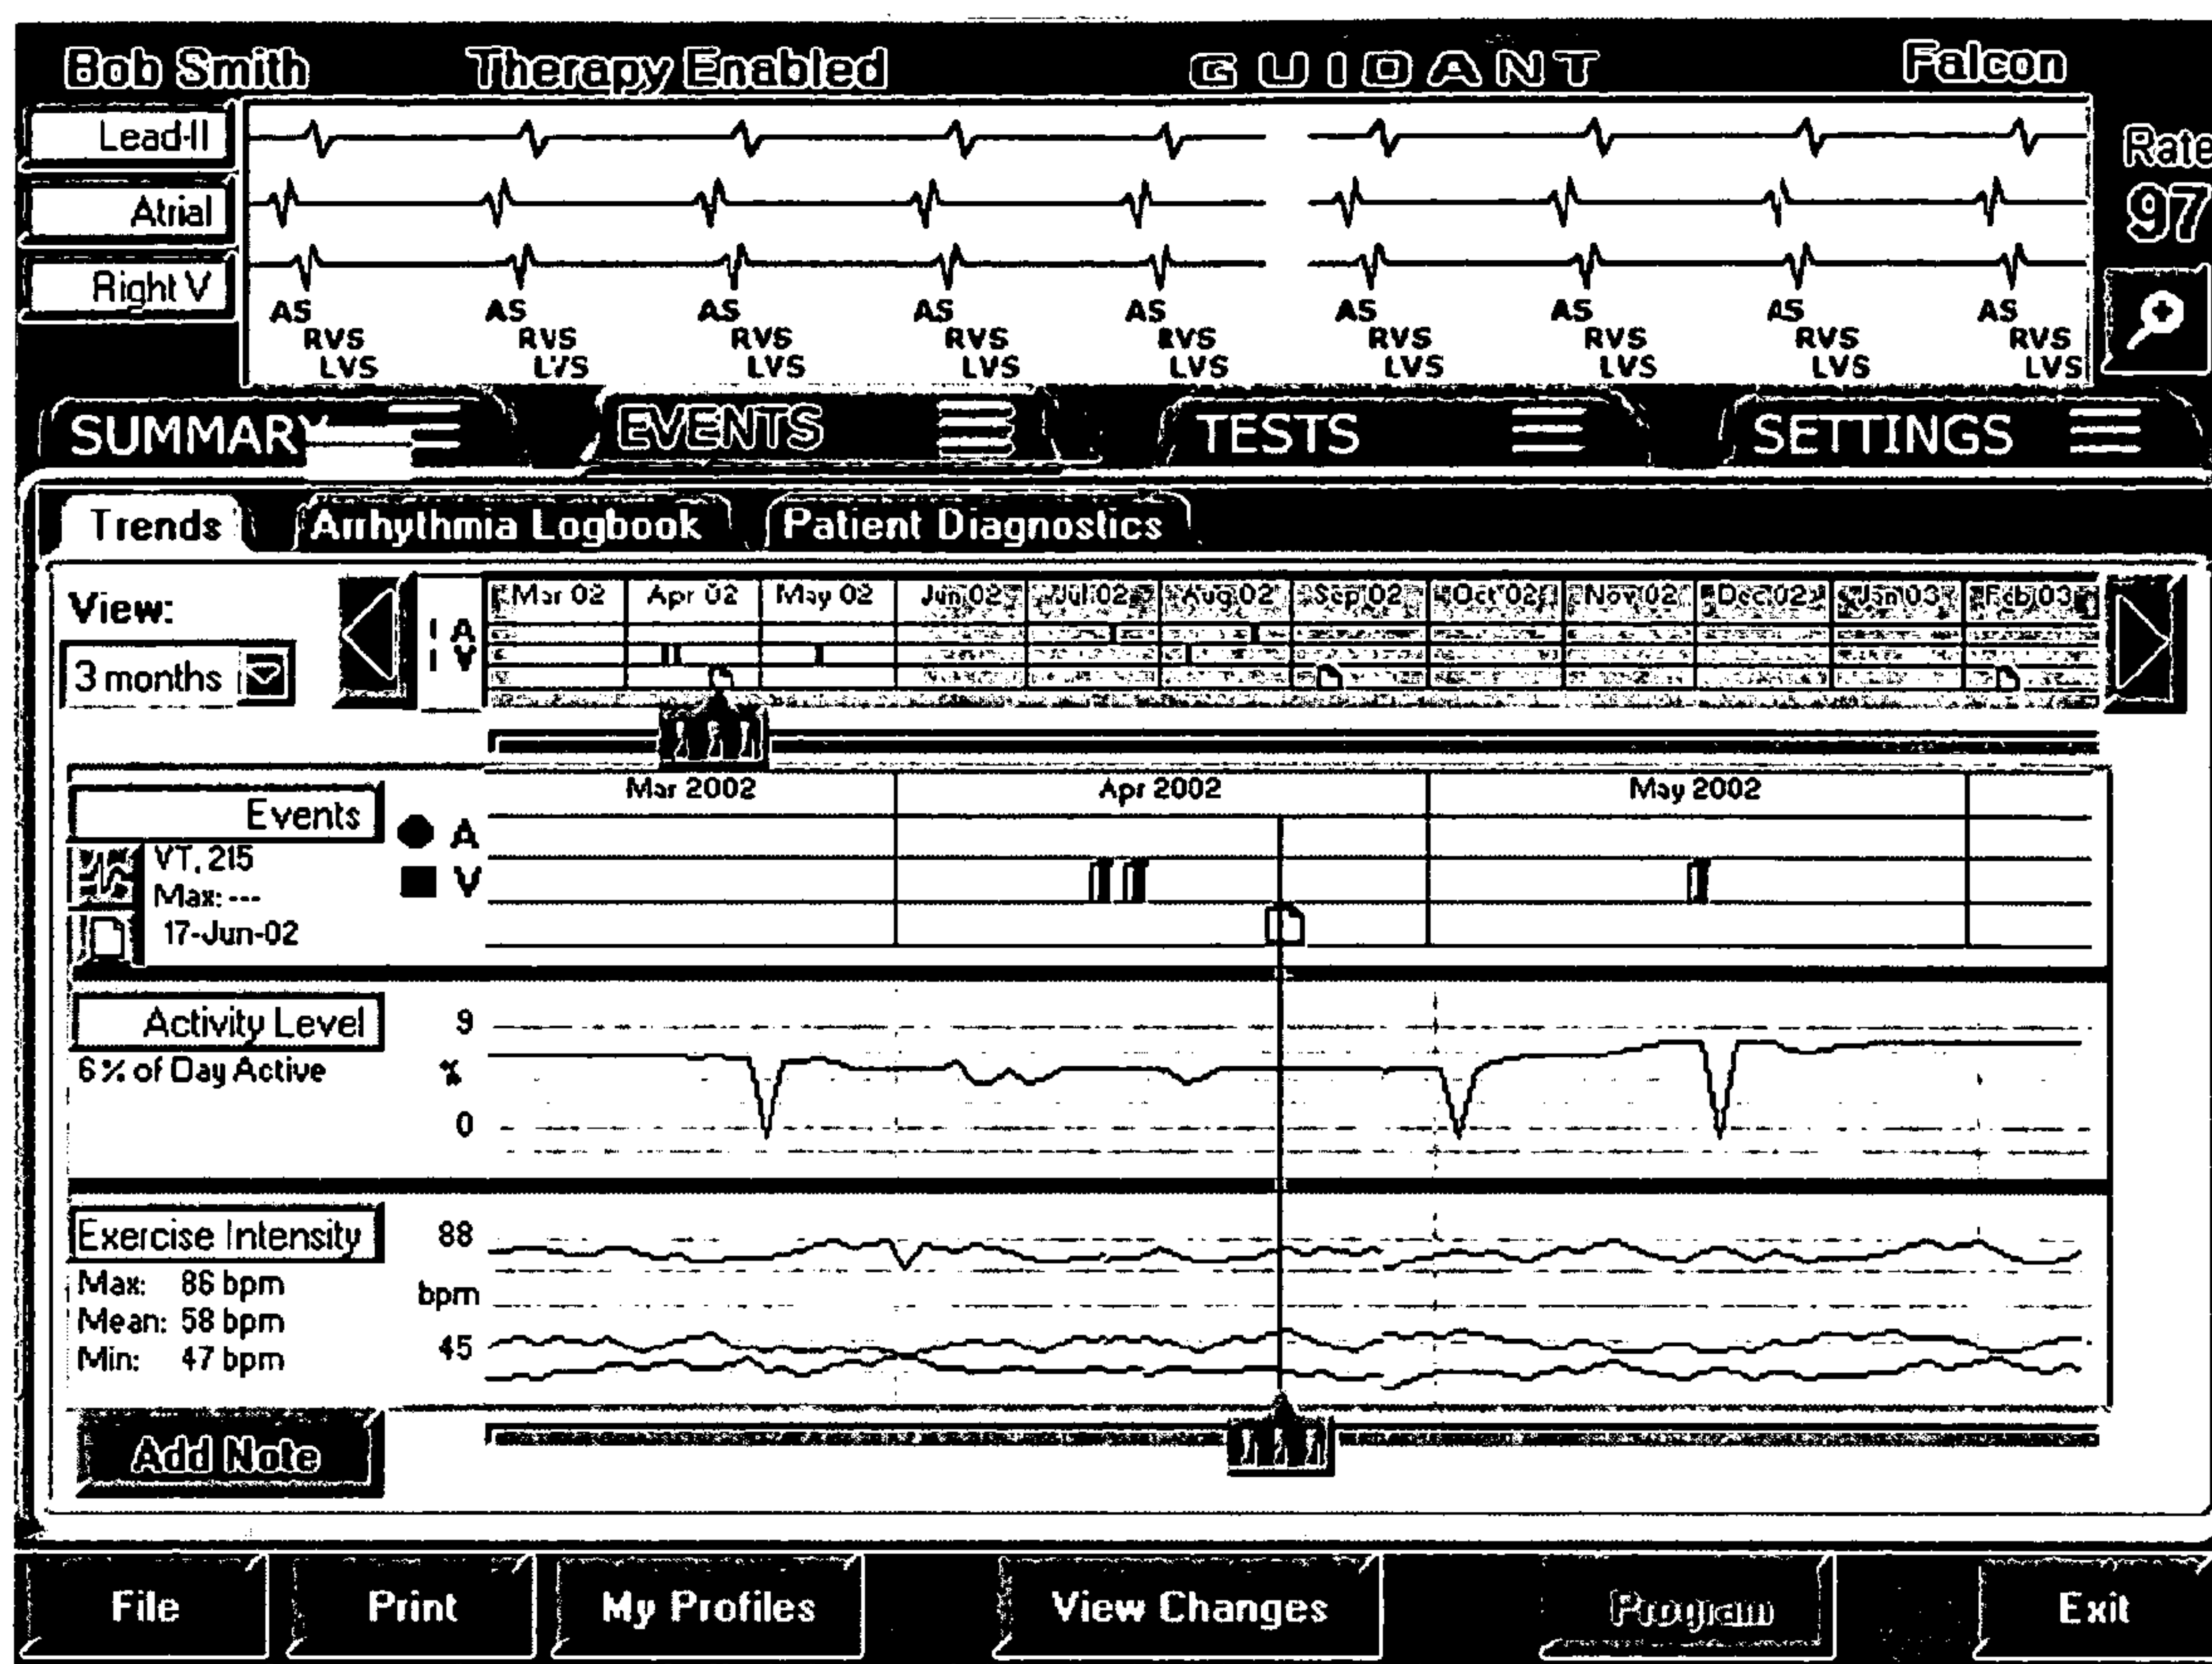 Bob Smith Therapy Enabled GUIDANT Falcon
Lead-II
Atrial
Right V
Rate
97
AS AS AS AS AS AS AS AS AS
RVS RVS RVS RVS RVS RVS RVS RVS RVS
LVS LVS LVS LVS LVS LVS LVS LVS LVS
SUMMARY EVENTS TESTS SETTINGS
Trends Arrhythmia Logbook Patient Diagnostics
View:
3 months
Mar 02 Apr 02 May 02 Jun 02 Jul 02 Aug 02 Sep 02 Oct 02 Nov 02 Dec 02 Jan 03 Feb 03
A
V
Mar 2002 Apr 2002 May 2002
Events
A
V
VT, 215
Max: ---
17-Jun-02
Activity Level
6% of Day Active
9
%
0
Exercise Intensity
Max: 86 bpm
Mean: 58 bpm
Min: 47 bpm
88
bpm
45
Add Note
File Print My Profiles View Changes Program Exit